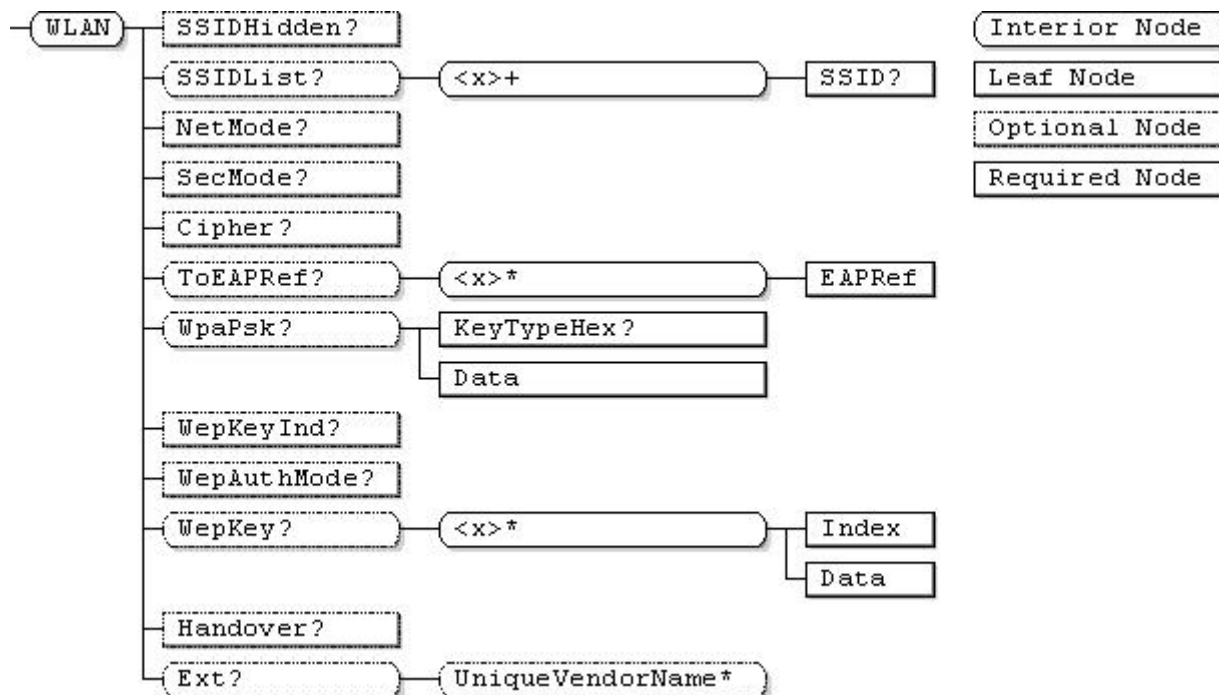 WLAN SSIDHidden? Interior Node
SSIDList? <x>+ SSID? Leaf Node
NetMode? Optional Node
SecMode? Required Node
Cipher?
ToEAPRef? <x>* EAPRef
WpaPsk? KeyTypeHex?
Data
WepKeyInd?
WepAuthMode?
WepKey? <x>* Index
Data
Handover?
Ext? UniqueVendorName*